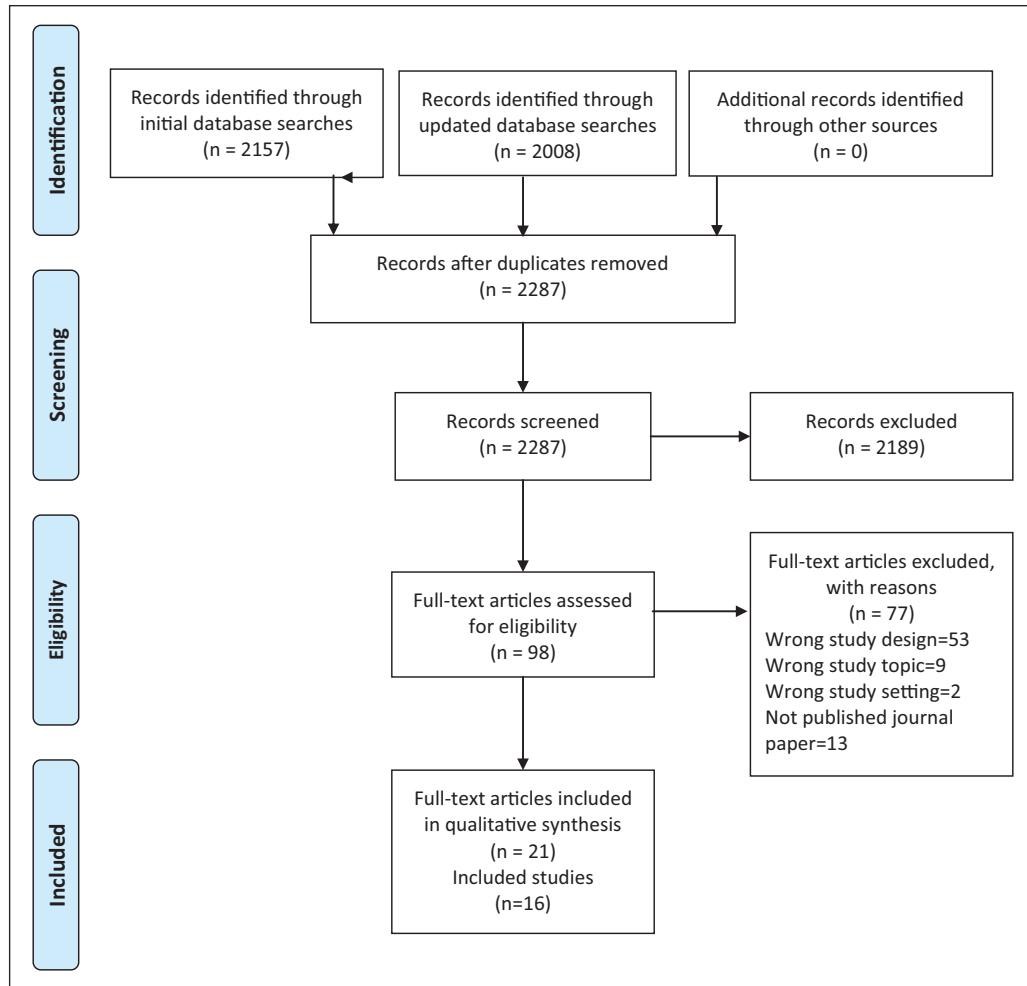 Identification
Records identified through
initial database searches
(n = 2157)
Records identified through
updated database searches
(n = 2008)
Additional records identified
through other sources
(n = 0)
Records after duplicates removed
(n = 2287)
Screening
Records screened
(n = 2287)
Records excluded
(n = 2189)
Eligibility
Full-text articles assessed
for eligibility
(n = 98)
Full-text articles excluded,
with reasons
(n = 77)
Wrong study design=53
Wrong study topic=9
Wrong study setting=2
Not published journal
paper=13
Included
Full-text articles included
in qualitative synthesis
(n = 21)
Included studies
(n=16)